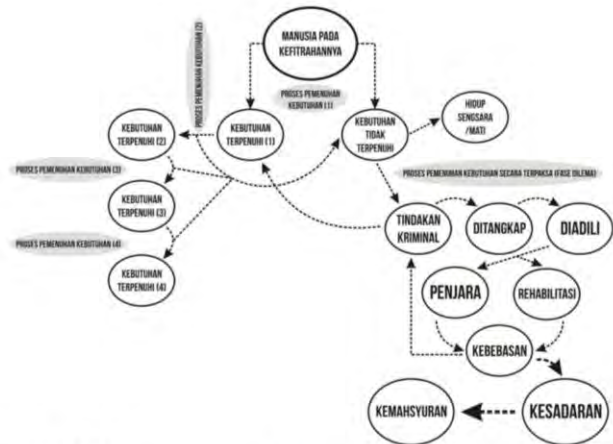 MANUSIA PADA
KEFITRAHANNYA
PROSES PEMENUHAN KEBUTUHAN (2)
PROSES PEMENUHAN
KEBUTUHAN (1)
KEBUTUHAN
TERPENUHI (2)
KEBUTUHAN
TERPENUHI (1)
KEBUTUHAN
TIDAK
TERPENUHI
HIDUP
SENGSARA
/MATI
PROSES PEMENUHAN KEBUTUHAN (3)
PROSES PEMENUHAN KEBUTUHAN SECARA TERPAKSA (FASE DILEMA)
KEBUTUHAN
TERPENUHI (3)
TINDAKAN
KRIMINAL
DITANGKAP
DIADILI
PROSES PEMENUHAN KEBUTUHAN (4)
KEBUTUHAN
TERPENUHI (4)
PENJARA
REHABILITASI
KEBEBASAN
KEMAHSYURAN
KESADARAN